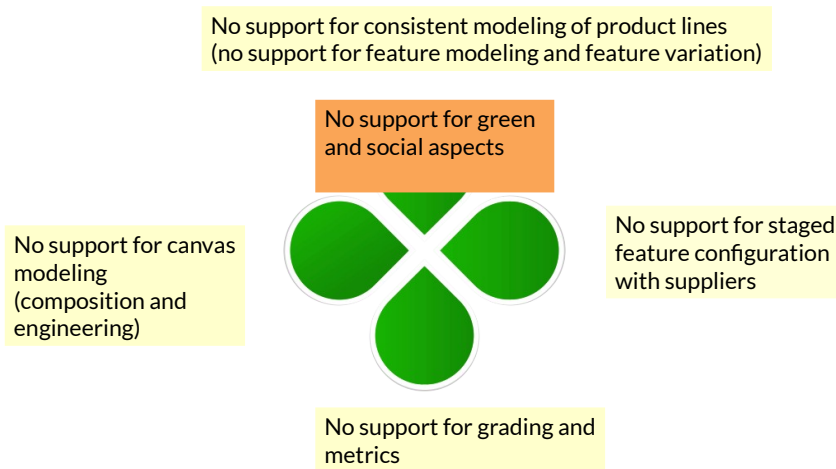 No support for consistent modeling of product lines
(no support for feature modeling and feature variation)
No support for green
and social aspects
No support for canvas
modeling
(composition and
engineering)
No support for staged
feature configuration
with suppliers
No support for grading and
metrics